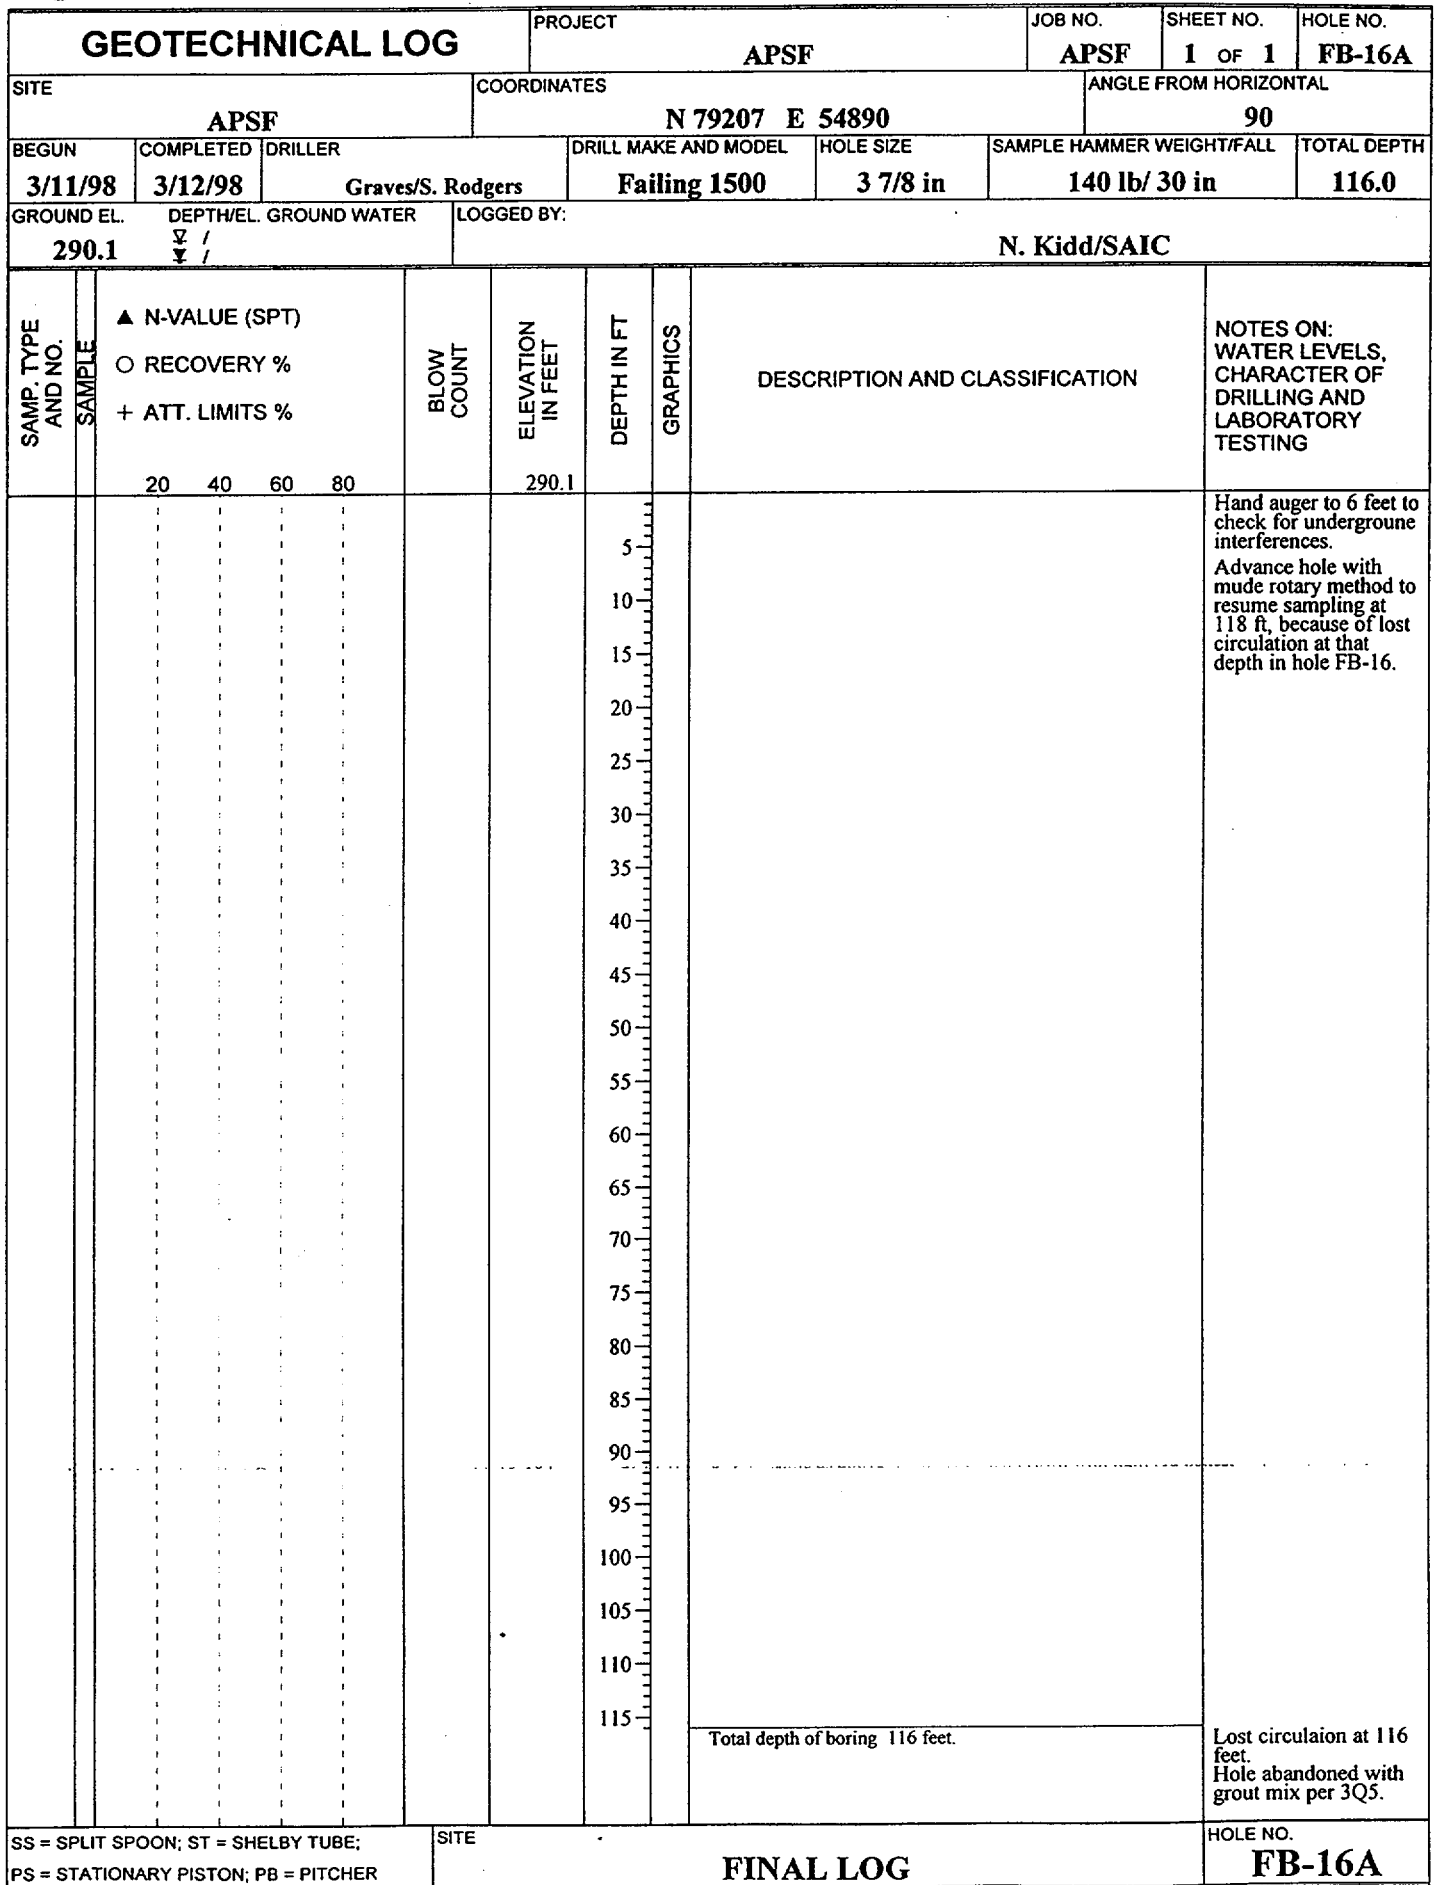 GEOTECHNICAL LOG
PROJECT
APSF
JOB NO.
APSF
SHEET NO.
1 OF 1
HOLE NO.
FB-16A
SITE
APSF
COORDINATES
N 79207 E 54890
ANGLE FROM HORIZONTAL
90
BEGUN
3/11/98
COMPLETED
3/12/98
DRILLER
Graves/S. Rodgers
DRILL MAKE AND MODEL
Failing 1500
HOLE SIZE
3 7/8 in
SAMPLE HAMMER WEIGHT/FALL
140 lb/ 30 in
TOTAL DEPTH
116.0
GROUND EL.
290.1
DEPTH/EL. GROUND WATER
/
/
LOGGED BY:
N. Kidd/SAIC
SAMP. TYPE
AND NO.
SAMPLE
▲ N-VALUE (SPT)
○ RECOVERY %
+ ATT. LIMITS %
20 40 60 80
BLOW
COUNT
ELEVATION
IN FEET
290.1
DEPTH IN FT
GRAPHICS
DESCRIPTION AND CLASSIFICATION
NOTES ON:
WATER LEVELS,
CHARACTER OF
DRILLING AND
LABORATORY
TESTING
Hand auger to 6 feet to
check for undergroune
interferences.
Advance hole with
mude rotary method to
resume sampling at
118 ft, because of lost
circulation at that
depth in hole FB-16.
5
10
15
20
25
30
35
40
45
50
55
60
65
70
75
80
85
90
95
100
105
110
115
Total depth of boring 116 feet.
Lost circulaion at 116
feet.
Hole abandoned with
grout mix per 3Q5.
SS = SPLIT SPOON; ST = SHELBY TUBE;
PS = STATIONARY PISTON; PB = PITCHER
SITE
FINAL LOG
HOLE NO.
FB-16A